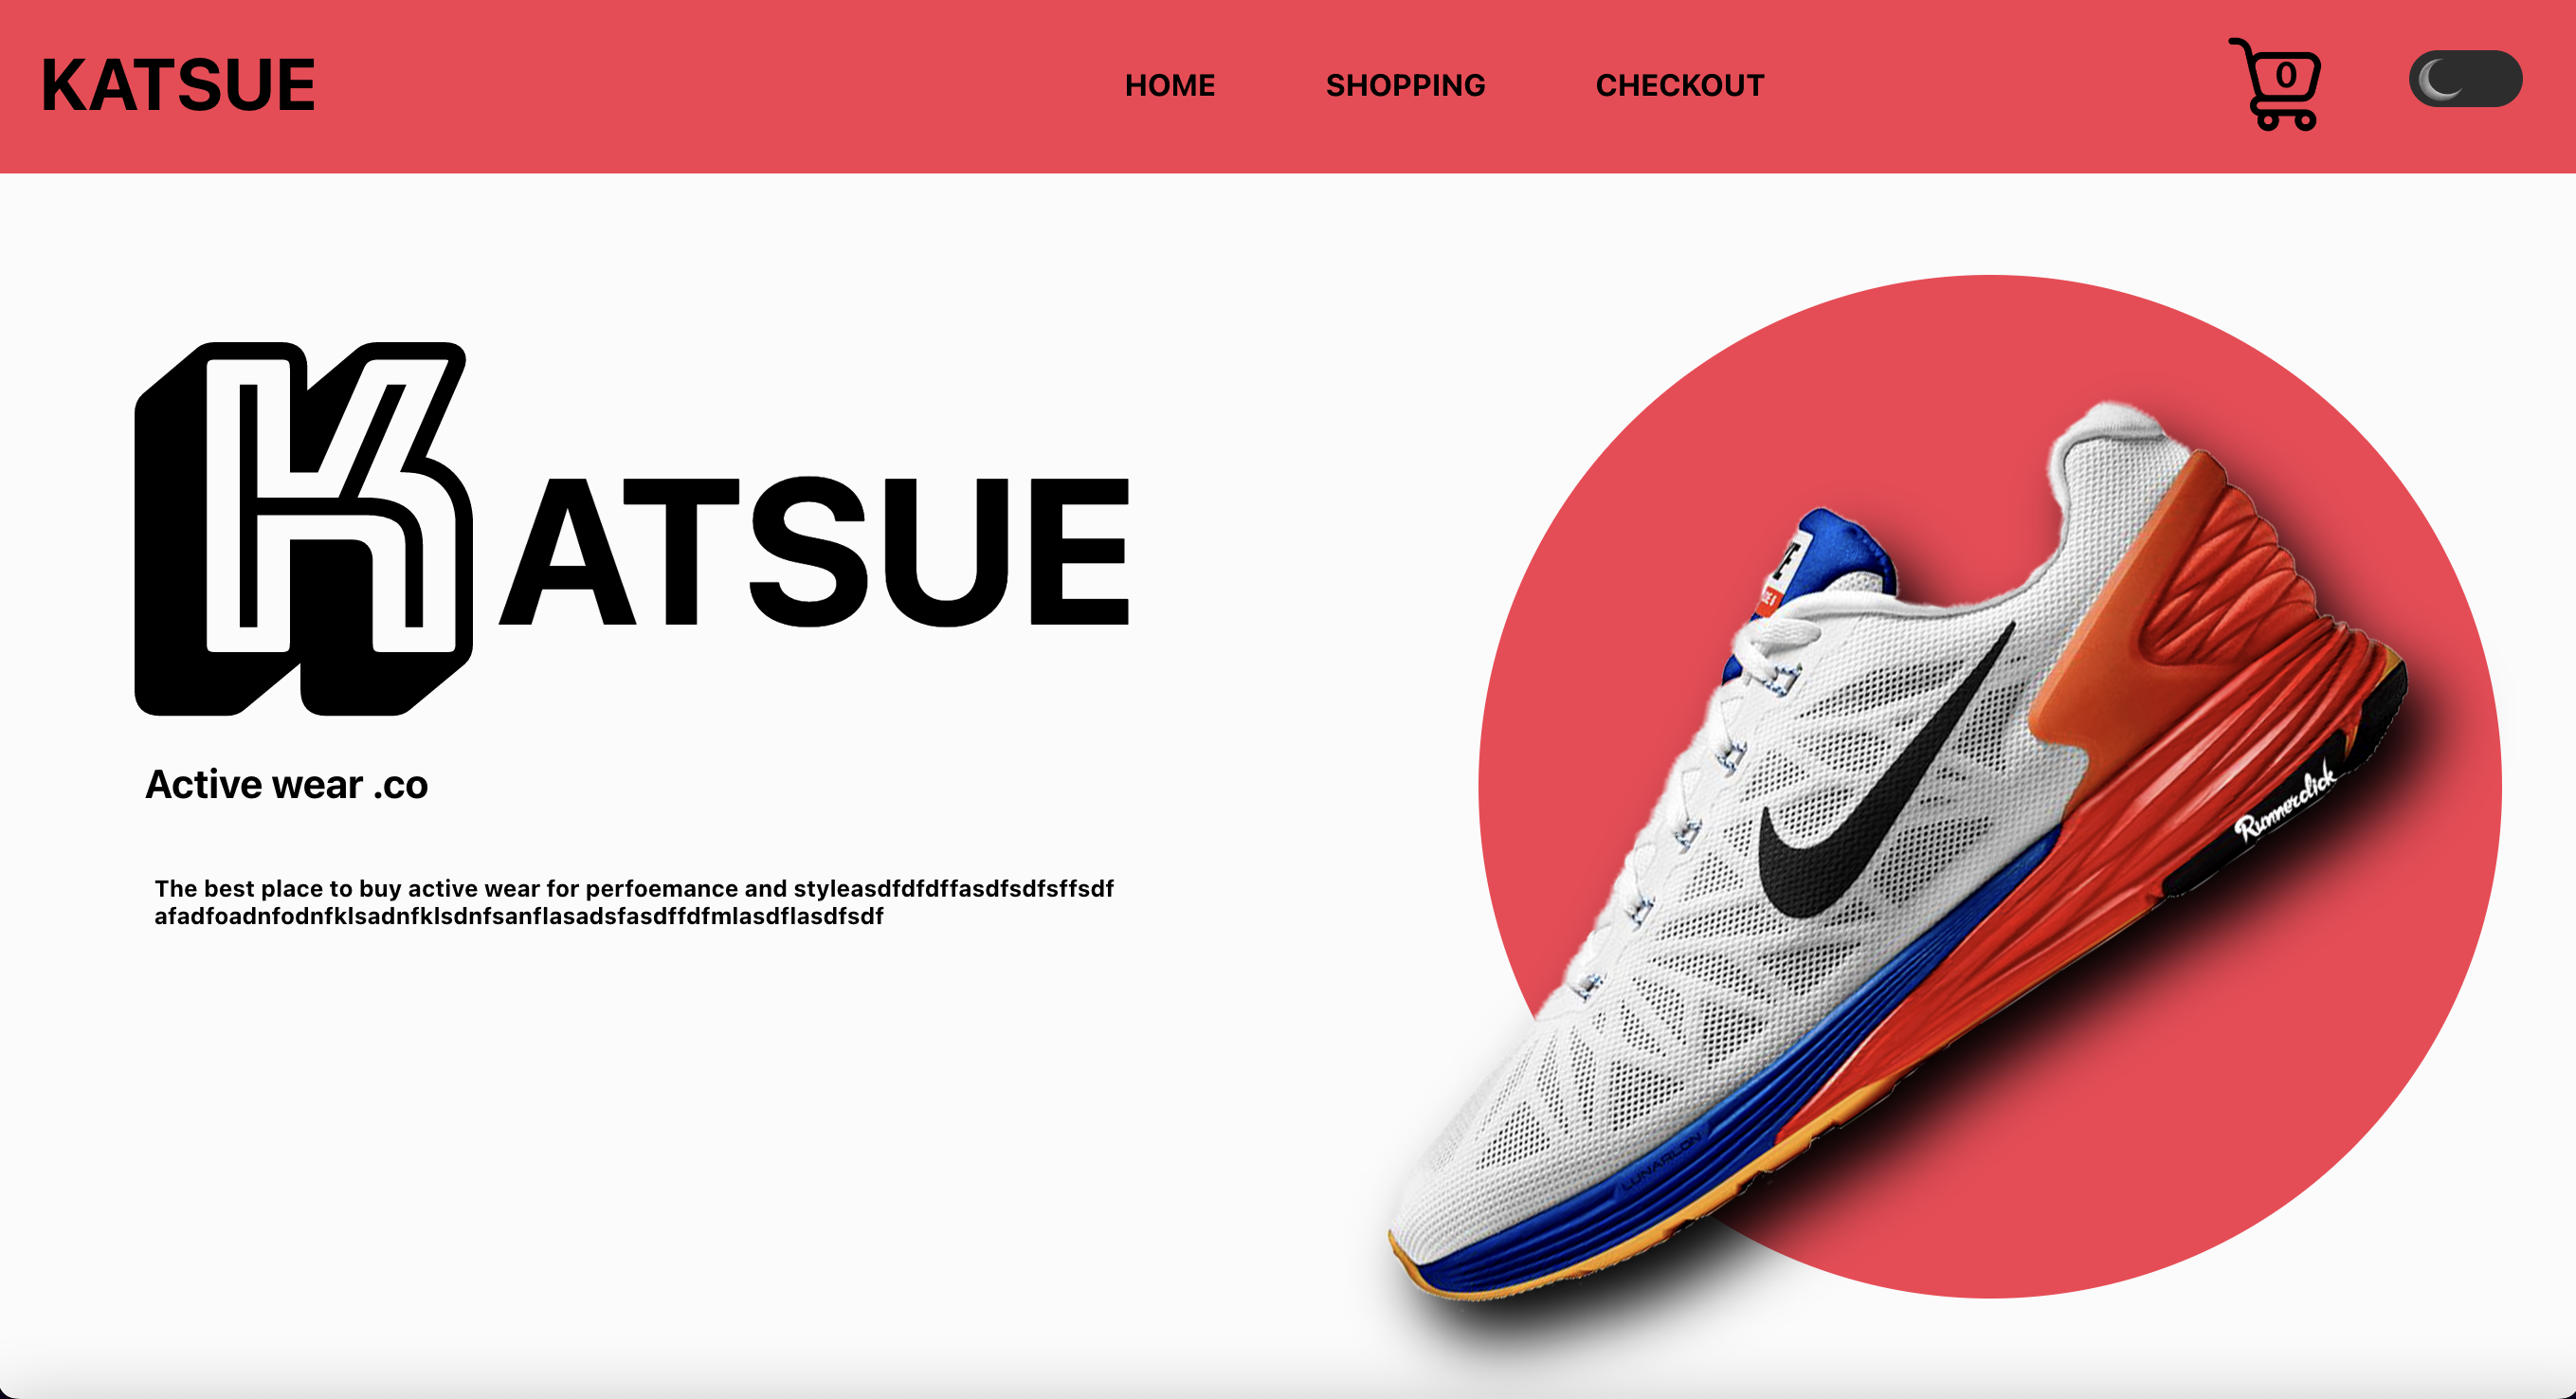 KATSUE
HOME SHOPPING CHECKOUT
0
KATSUE
Active wear .co
The best place to buy active wear for perfoemance and styleasdfdfdffasdfsdfsffsdf
afadfoadnfodnfklsadnfklsdnfsanflasadsfasdffdfmlasdflasdfsdf
Runnerclick
LUNARLON